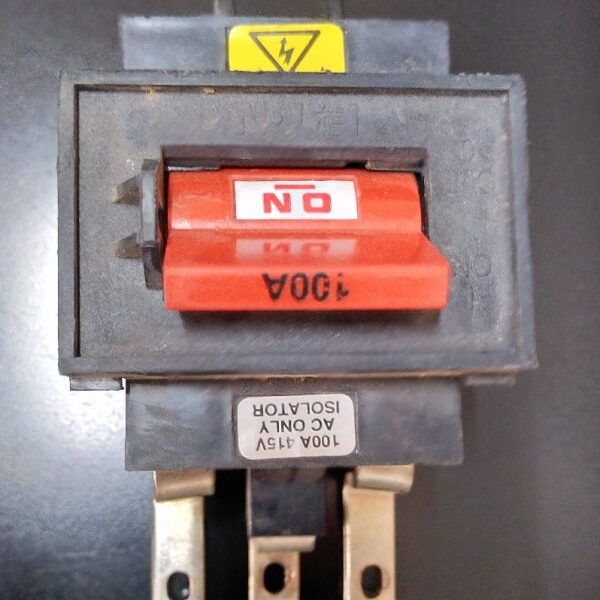 100A 415V
AC ONLY
ISOLATOR
100A
ON